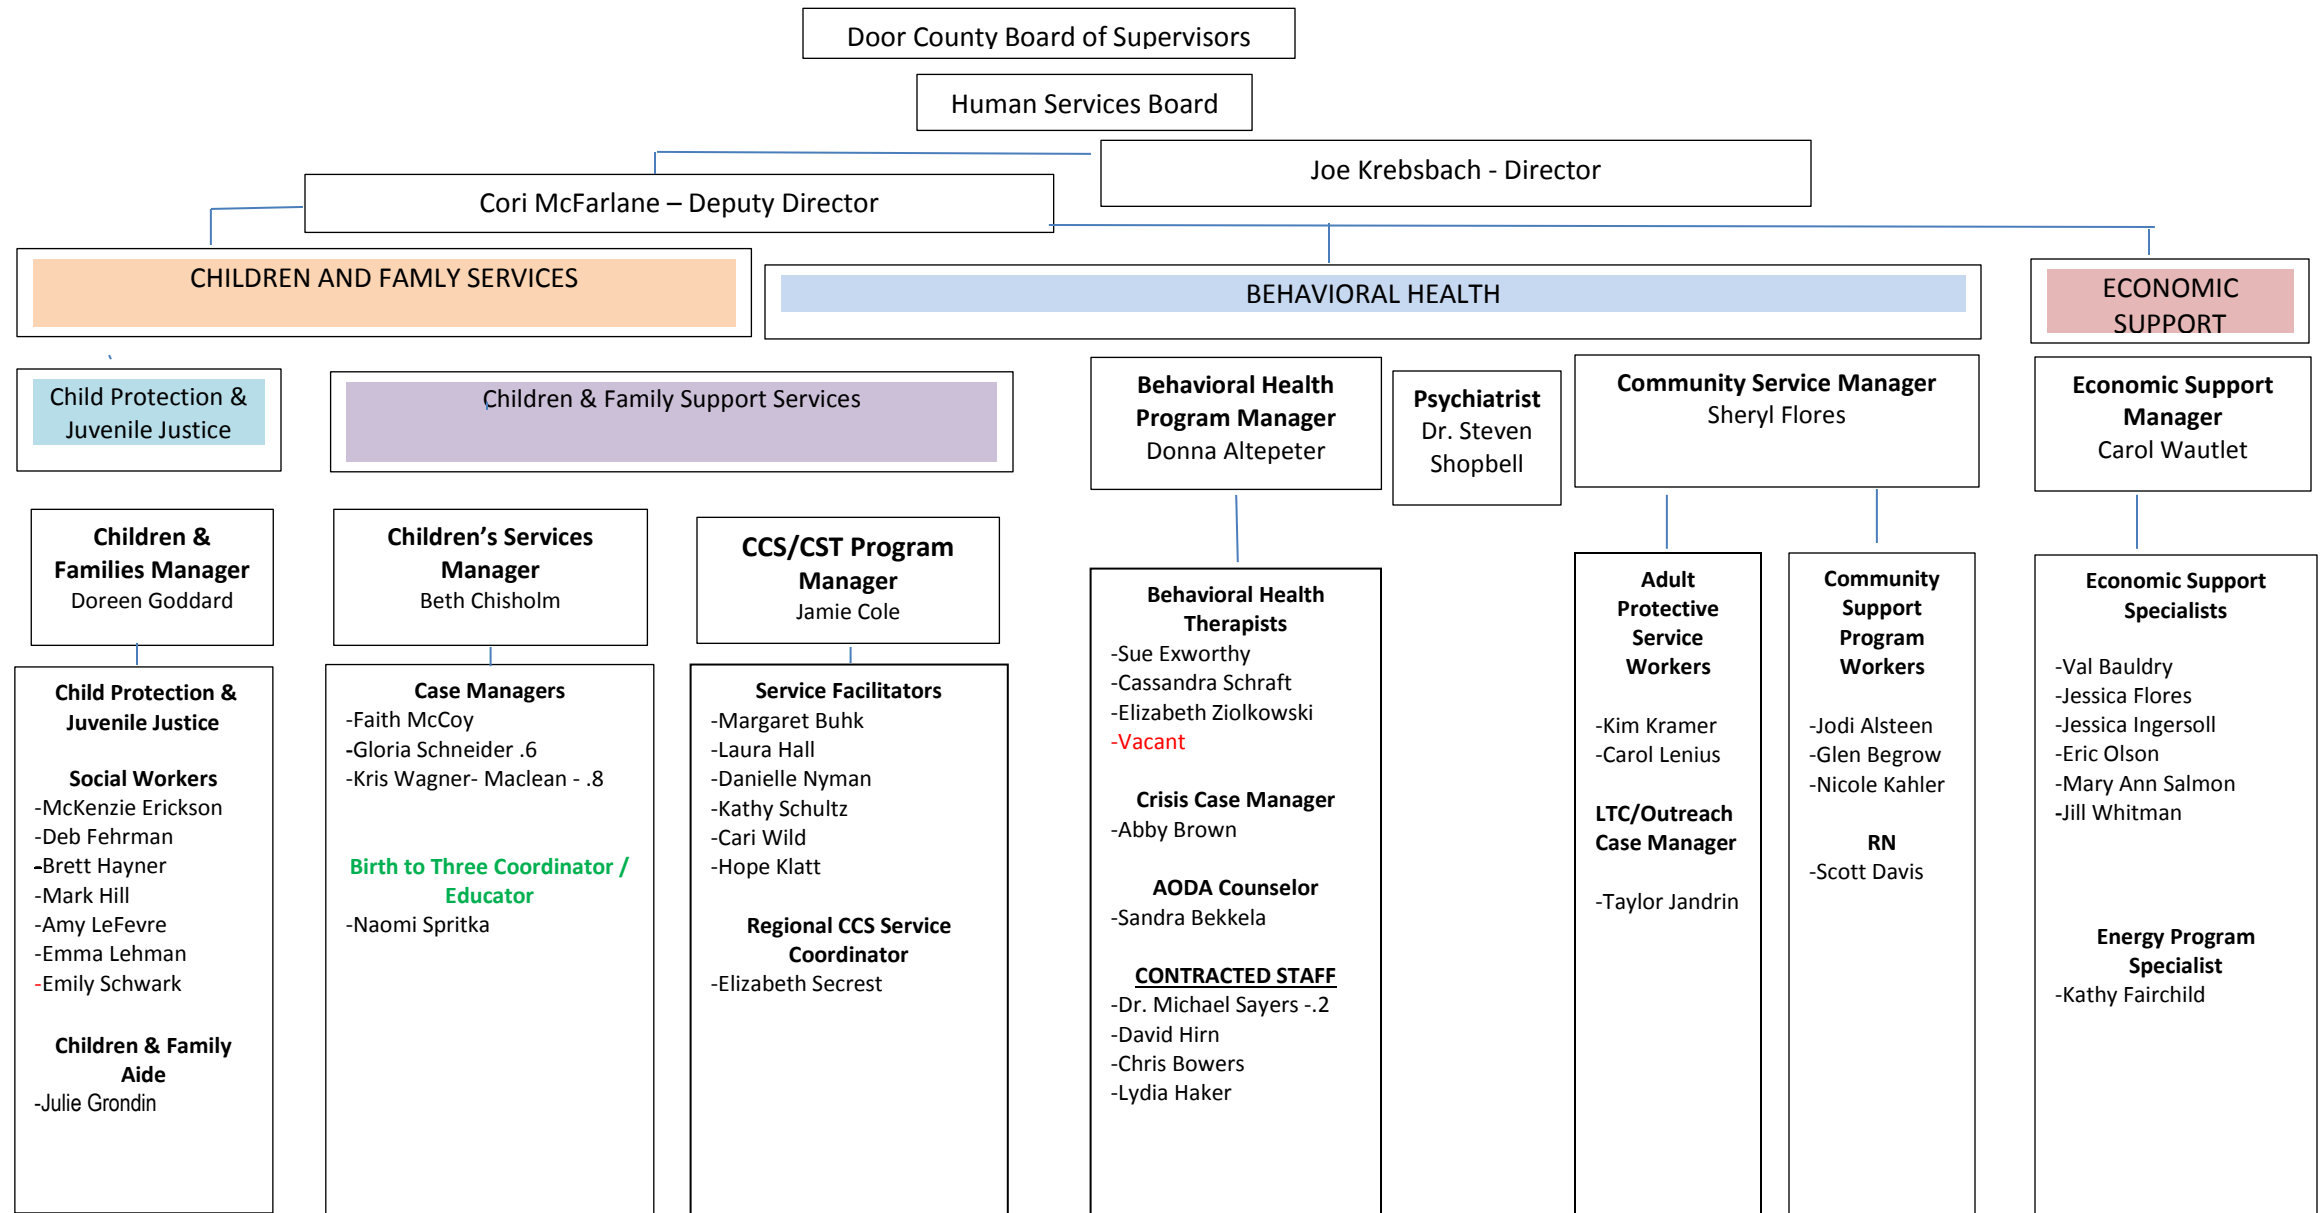 Door County Board of Supervisors
Human Services Board
Joe Krebsbach - Director
Cori McFarlane – Deputy Director
CHILDREN AND FAMLY SERVICES
BEHAVIORAL HEALTH
ECONOMIC
SUPPORT
Child Protection &
Juvenile Justice
Children & Family Support Services
Behavioral Health
Program Manager
Donna Altepeter
Psychiatrist
Dr. Steven
Shopbell
Community Service Manager
Sheryl Flores
Economic Support
Manager
Carol Wautlet
Children &
Families Manager
Doreen Goddard
Children’s Services
Manager
Beth Chisholm
CCS/CST Program
Manager
Jamie Cole
Child Protection &
Juvenile Justice
Social Workers
-McKenzie Erickson
-Deb Fehrman
-Brett Hayner
-Mark Hill
-Amy LeFevre
-Emma Lehman
-Emily Schwark
Children & Family
Aide
-Julie Grondin
Case Managers
-Faith McCoy
-Gloria Schneider .6
-Kris Wagner- Maclean - .8
Birth to Three Coordinator /
Educator
-Naomi Spritka
Service Facilitators
-Margaret Buhk
-Laura Hall
-Danielle Nyman
-Kathy Schultz
-Cari Wild
-Hope Klatt
Regional CCS Service
Coordinator
-Elizabeth Secrest
Behavioral Health
Therapists
-Sue Exworthy
-Cassandra Schraft
-Elizabeth Ziolkowski
-Vacant
Crisis Case Manager
-Abby Brown
AODA Counselor
-Sandra Bekkela
CONTRACTED STAFF
-Dr. Michael Sayers -.2
-David Hirn
-Chris Bowers
-Lydia Haker
Adult
Protective
Service
Workers
-Kim Kramer
-Carol Lenius
LTC/Outreach
Case Manager
-Taylor Jandrin
Community
Support
Program
Workers
-Jodi Alsteen
-Glen Begrow
-Nicole Kahler
RN
-Scott Davis
Economic Support
Specialists
-Val Bauldry
-Jessica Flores
-Jessica Ingersoll
-Eric Olson
-Mary Ann Salmon
-Jill Whitman
Energy Program
Specialist
-Kathy Fairchild